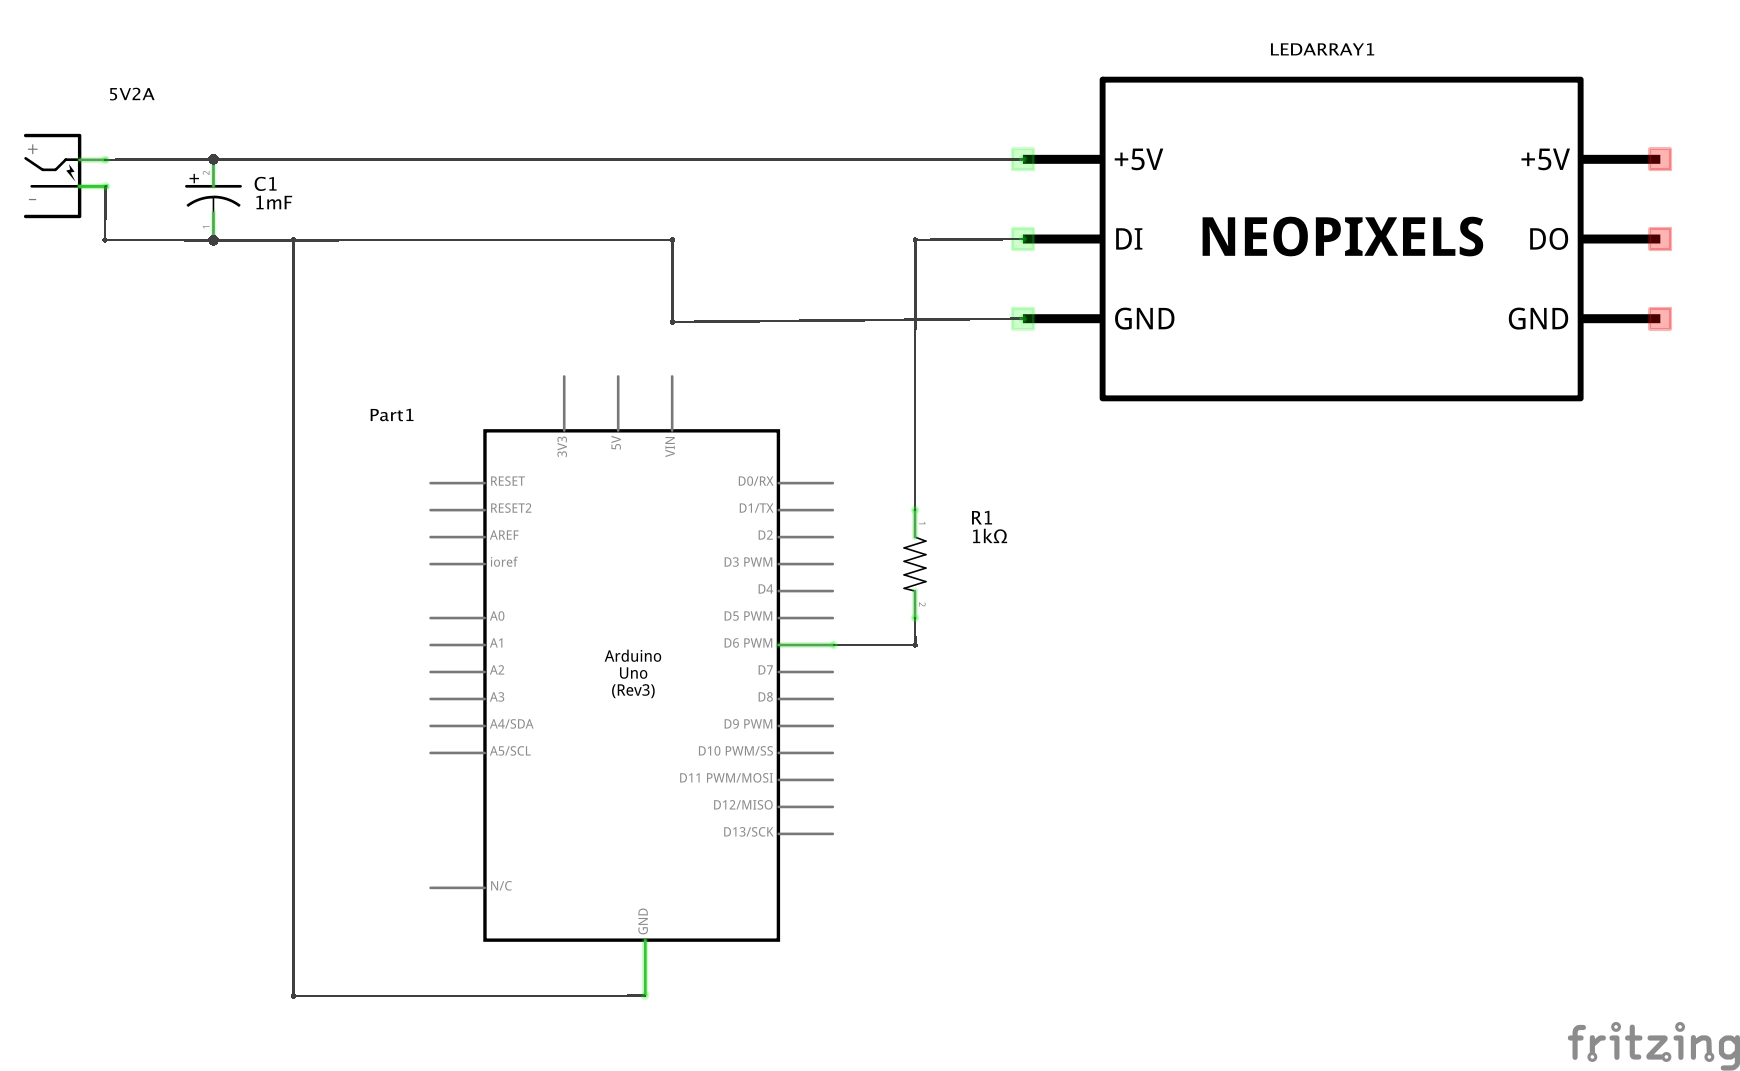 LEDARRAY1
5V2A
+
-
+
2
C1
1mF
1
+5V
+5V
DI
NEOPIXELS
DO
GND
GND
Part1
3V3
5V
VIN
RESET
D0/RX
RESET2
D1/TX
AREF
D2
ioref
D3 PWM
D4
A0
D5 PWM
A1
D6 PWM
A2
D7
A3
D8
A4/SDA
D9 PWM
A5/SCL
D10 PWM/SS
D11 PWM/MOSI
D12/MISO
D13/SCK
Arduino
Uno
(Rev3)
N/C
GND
1
R1
1kΩ
2
fritzing